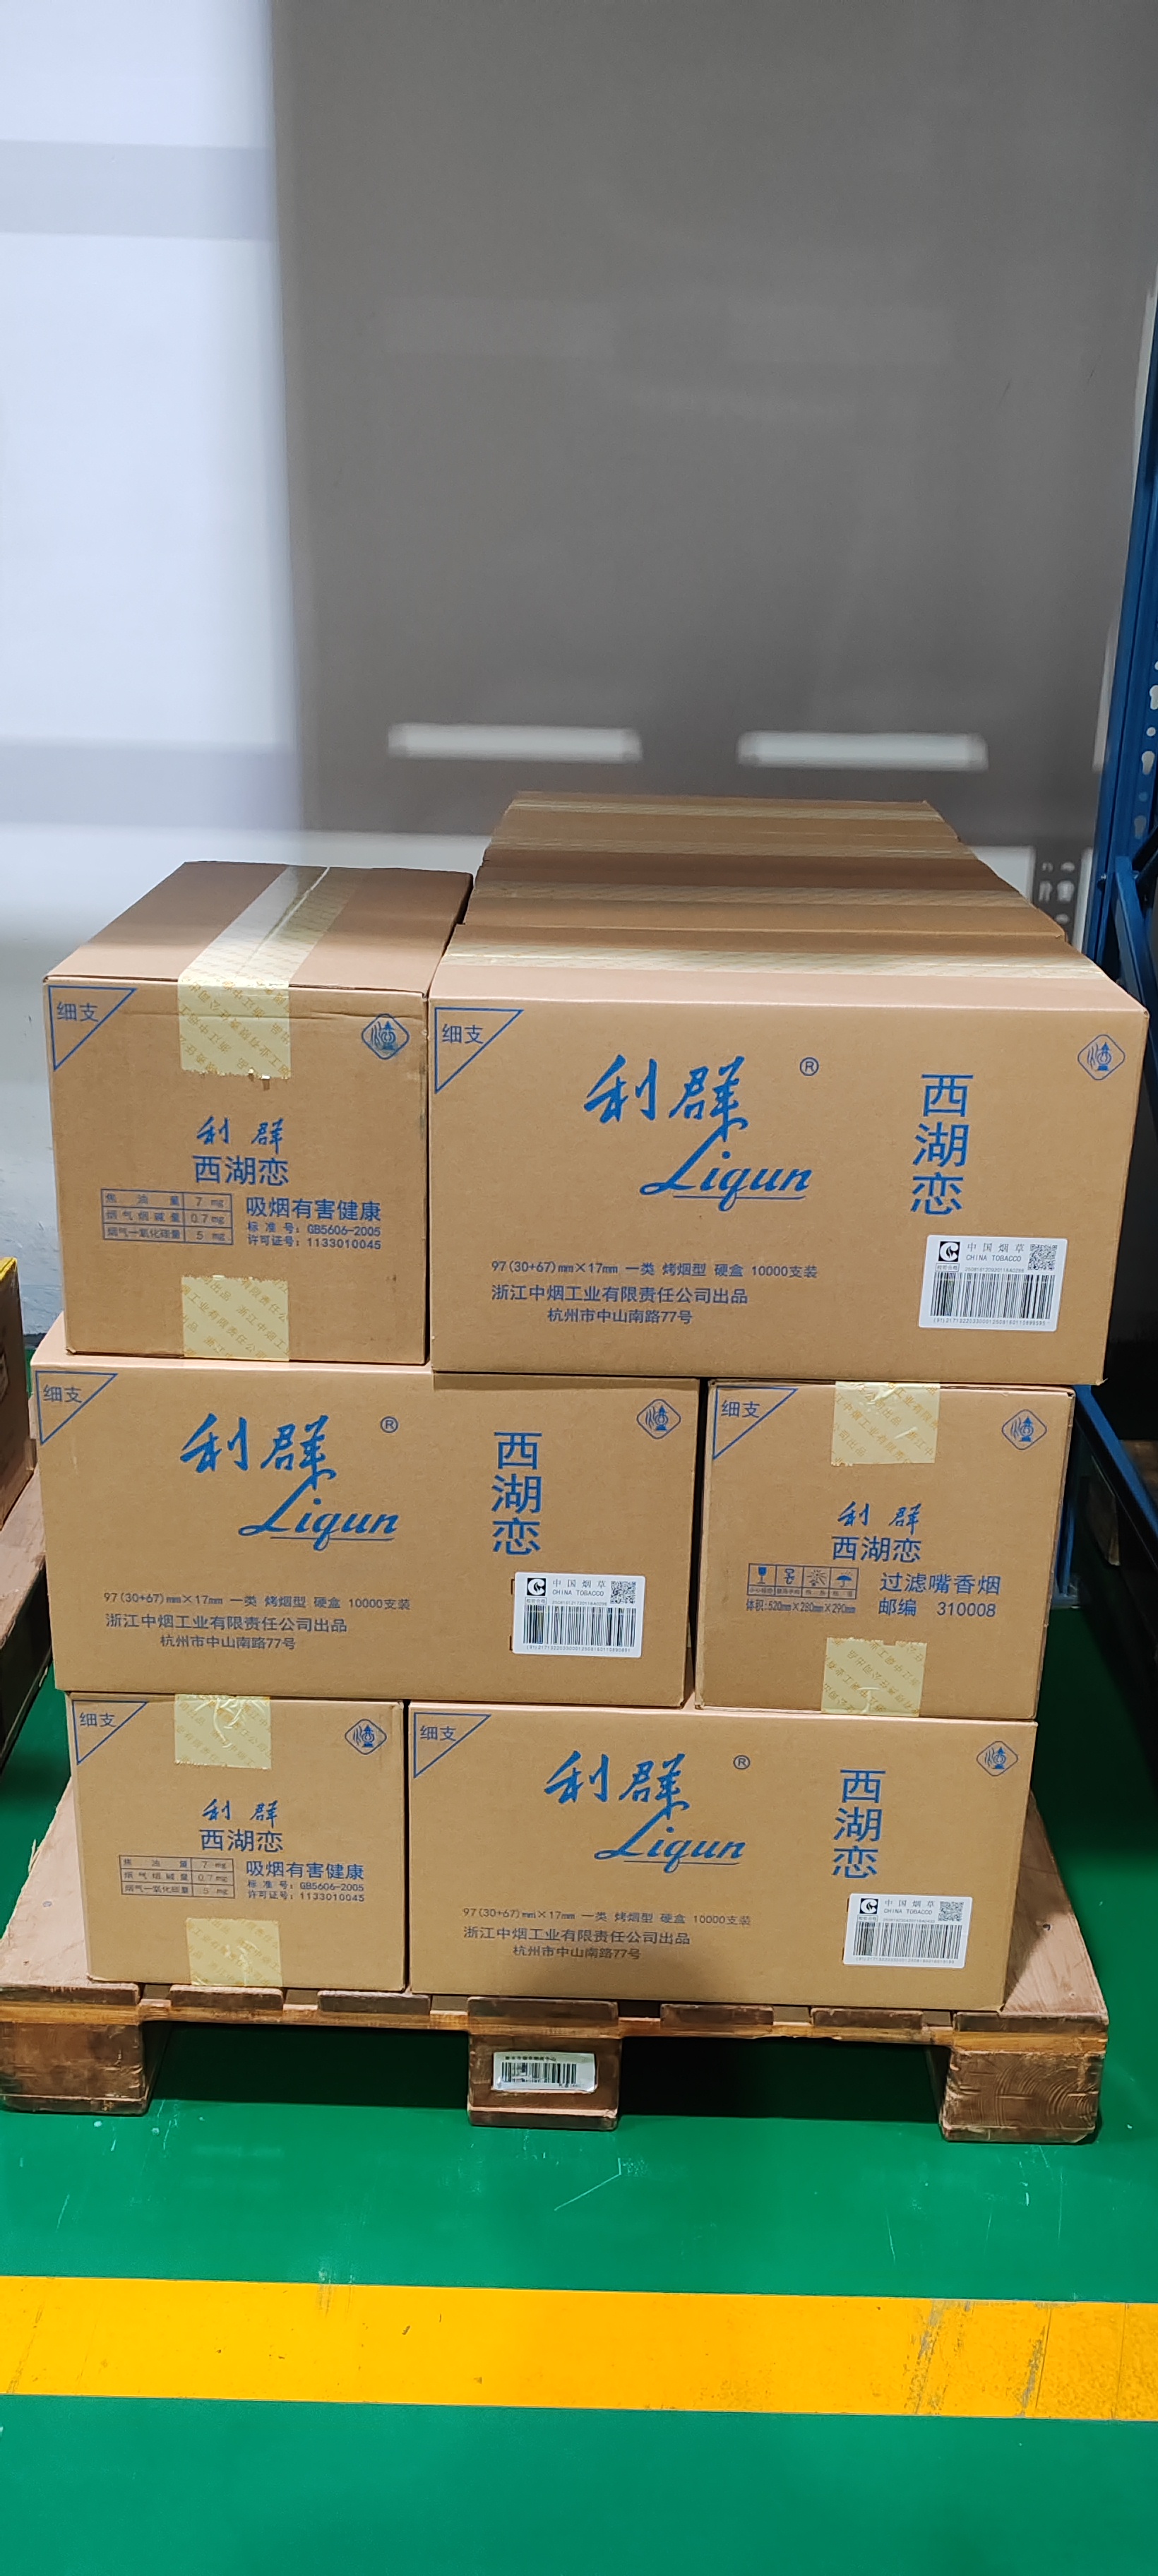 细支
烟
利群
西湖恋
焦油量 7 mg
烟气烟碱量 0.7mg
烟气一氧化碳量 5 mg
吸烟有害健康
标准号：GB5606-2005
许可证号：1133010045
细支
烟
利群
®
Liqun
西湖恋
97(30+67)mm×17mm 一类 烤烟型 硬盒 10000支装
浙江中烟工业有限责任公司出品
杭州市中山南路77号
中国烟草
CHINA TOBACCO
细支
烟
利群
®
Liqun
西湖恋
97(30+67)mm×17mm 一类 烤烟型 硬盒 10000支装
浙江中烟工业有限责任公司出品
杭州市中山南路77号
中国烟草
CHINA TOBACCO
细支
烟
利群
西湖恋
过滤嘴香烟
体积:520mm×280mm×290mm
邮编 310008
细支
烟
利群
西湖恋
焦油量 7 mg
烟气烟碱量 0.7mg
烟气一氧化碳量 5 mg
吸烟有害健康
标准号：GB5606-2005
许可证号：1133010045
细支
烟
利群
®
Liqun
西湖恋
97(30+67)mm×17mm 一类 烤烟型 硬盒 10000支装
浙江中烟工业有限责任公司出品
杭州市中山南路77号
中国烟草
CHINA TOBACCO